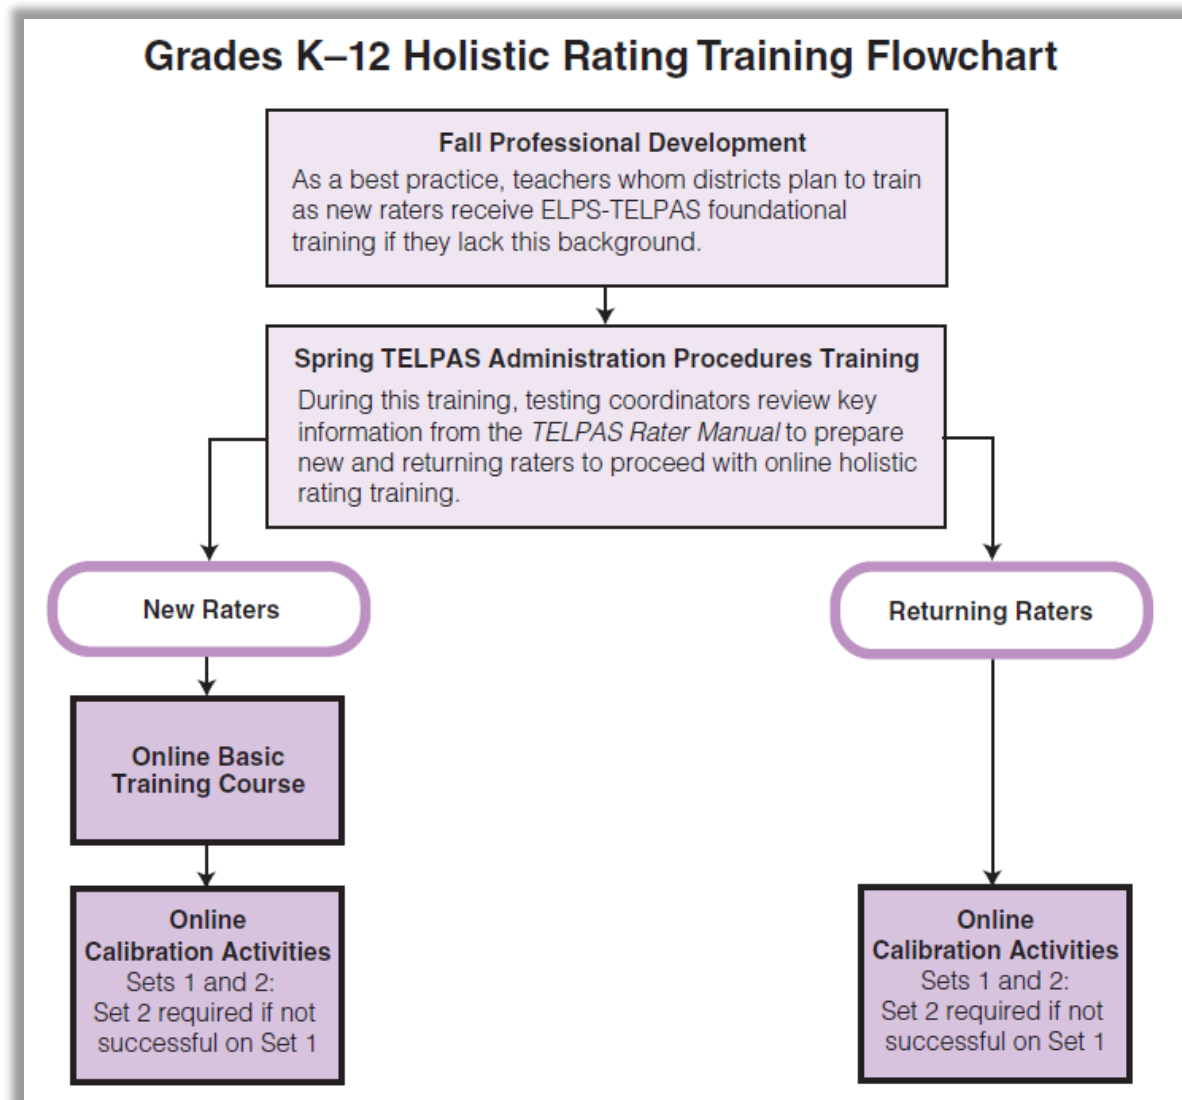 Grades K–12 Holistic Rating Training Flowchart
Fall Professional Development
As a best practice, teachers whom districts plan to train
as new raters receive ELPS-TELPAS foundational
training if they lack this background.
Spring TELPAS Administration Procedures Training
During this training, testing coordinators review key
information from the TELPAS Rater Manual to prepare
new and returning raters to proceed with online holistic
rating training.
New Raters
Returning Raters
Online Basic
Training Course
Online
Calibration Activities
Sets 1 and 2:
Set 2 required if not
successful on Set 1
Online
Calibration Activities
Sets 1 and 2:
Set 2 required if not
successful on Set 1